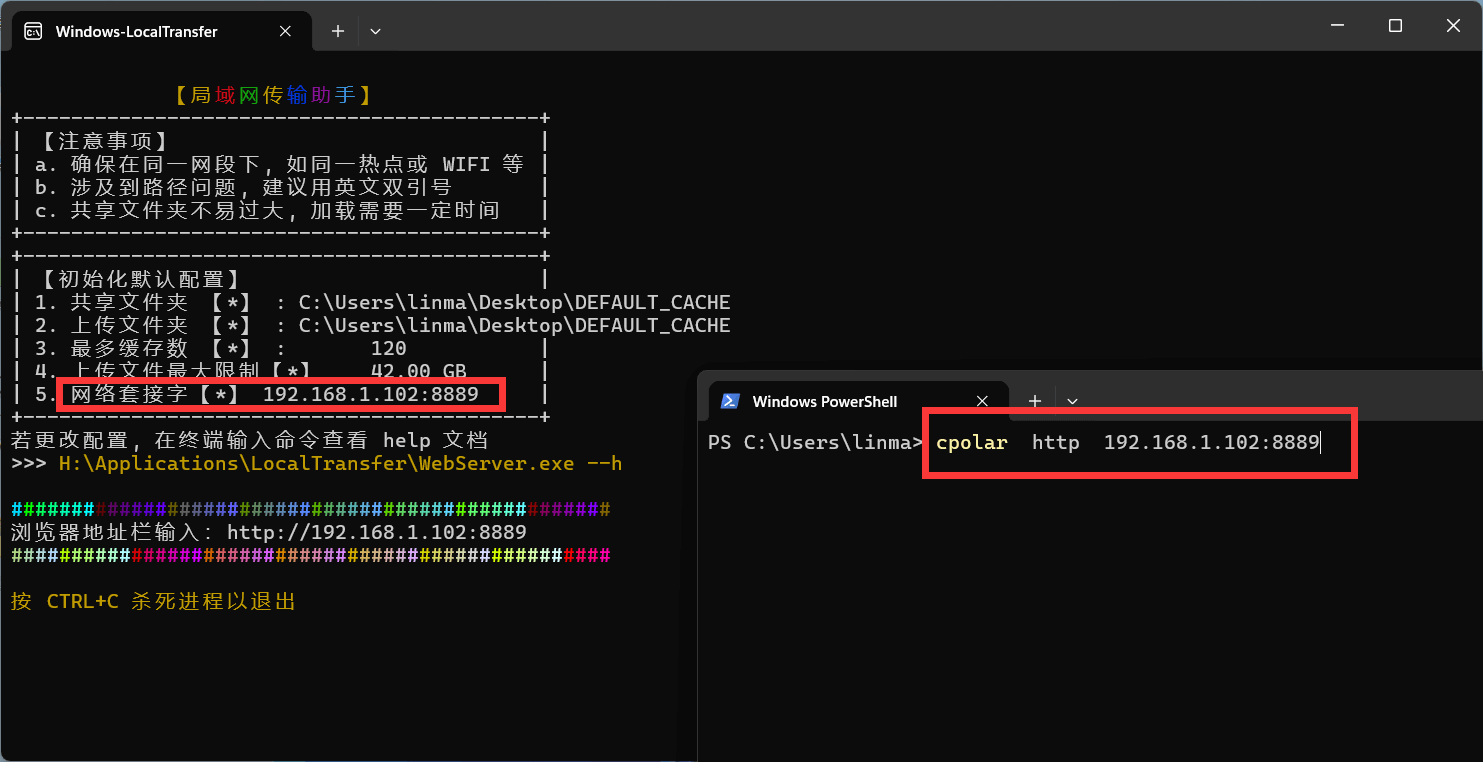 Windows-LocalTransfer
【局域网传输助手】
+-------------------------------------------+
| 【注意事项】 |
| a. 确保在同一网段下, 如同一热点或 WIFI 等 |
| b. 涉及到路径问题, 建议用英文双引号 |
| c. 共享文件夹不易过大, 加载需要一定时间 |
+-------------------------------------------+
+-------------------------------------------+
| 【初始化默认配置】 |
| 1. 共享文件夹 【*】 : C:\Users\linma\Desktop\DEFAULT_CACHE
| 2. 上传文件夹 【*】 : C:\Users\linma\Desktop\DEFAULT_CACHE
| 3. 最多缓存数 【*】 : 120 |
| 4. 上传文件最大限制【*】 42.00 GB |
| 5. 网络套接字【*】 192.168.1.102:8889 |
+-------------------------------------------+
若更改配置, 在终端输入命令查看 help 文档
>>> H:\Applications\LocalTransfer\WebServer.exe --h
##################################################
浏览器地址栏输入: http://192.168.1.102:8889
##################################################
按 CTRL+C 杀死进程以退出
Windows PowerShell
PS C:\Users\linma> cpolar http 192.168.1.102:8889